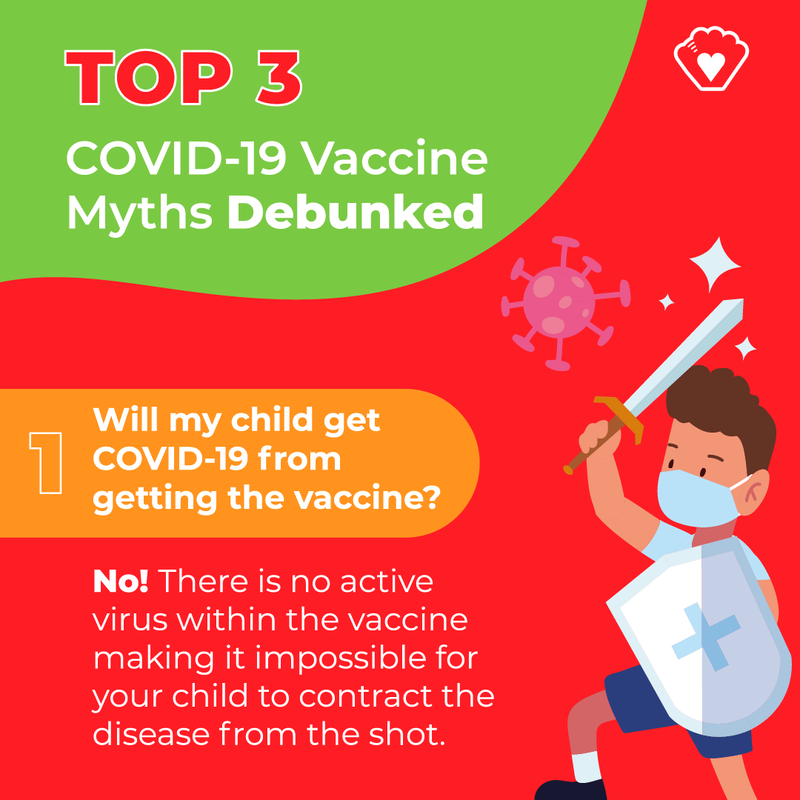 TOP 3
COVID-19 Vaccine
Myths Debunked
1
Will my child get
COVID-19 from
getting the vaccine?
No! There is no active
virus within the vaccine
making it impossible for
your child to contract the
disease from the shot.